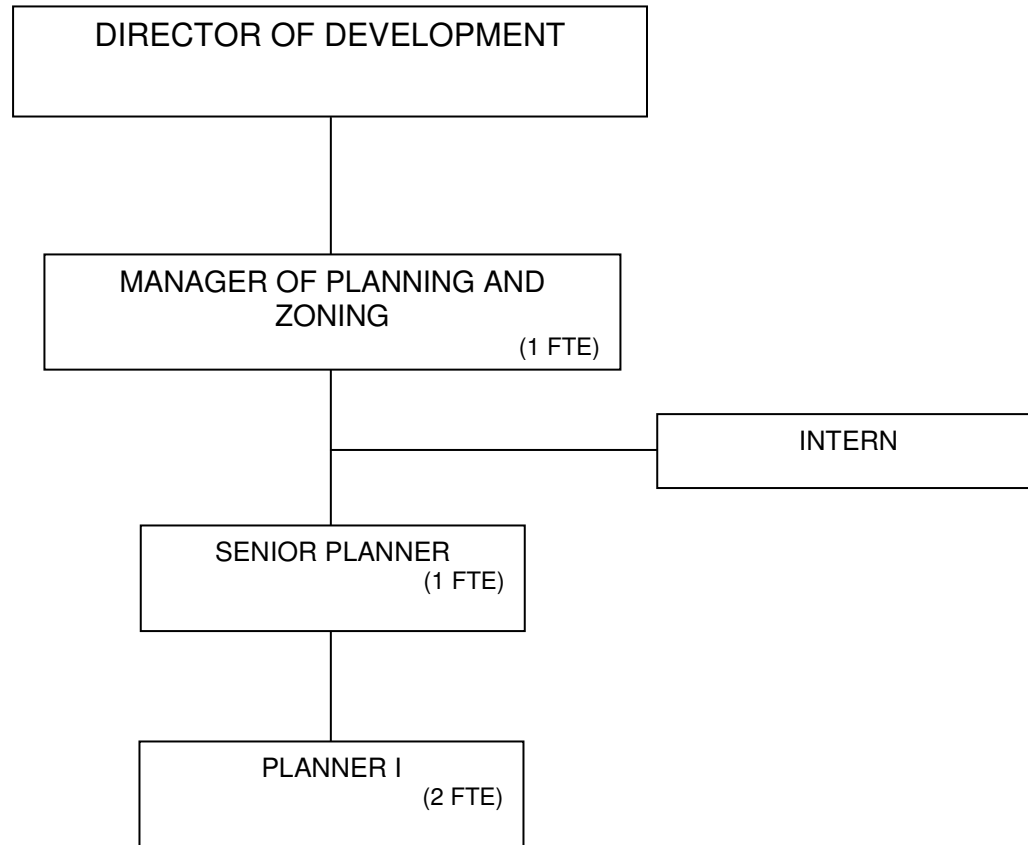 DIRECTOR OF DEVELOPMENT
MANAGER OF PLANNING AND
ZONING
(1 FTE)
INTERN
SENIOR PLANNER
(1 FTE)
PLANNER I
(2 FTE)